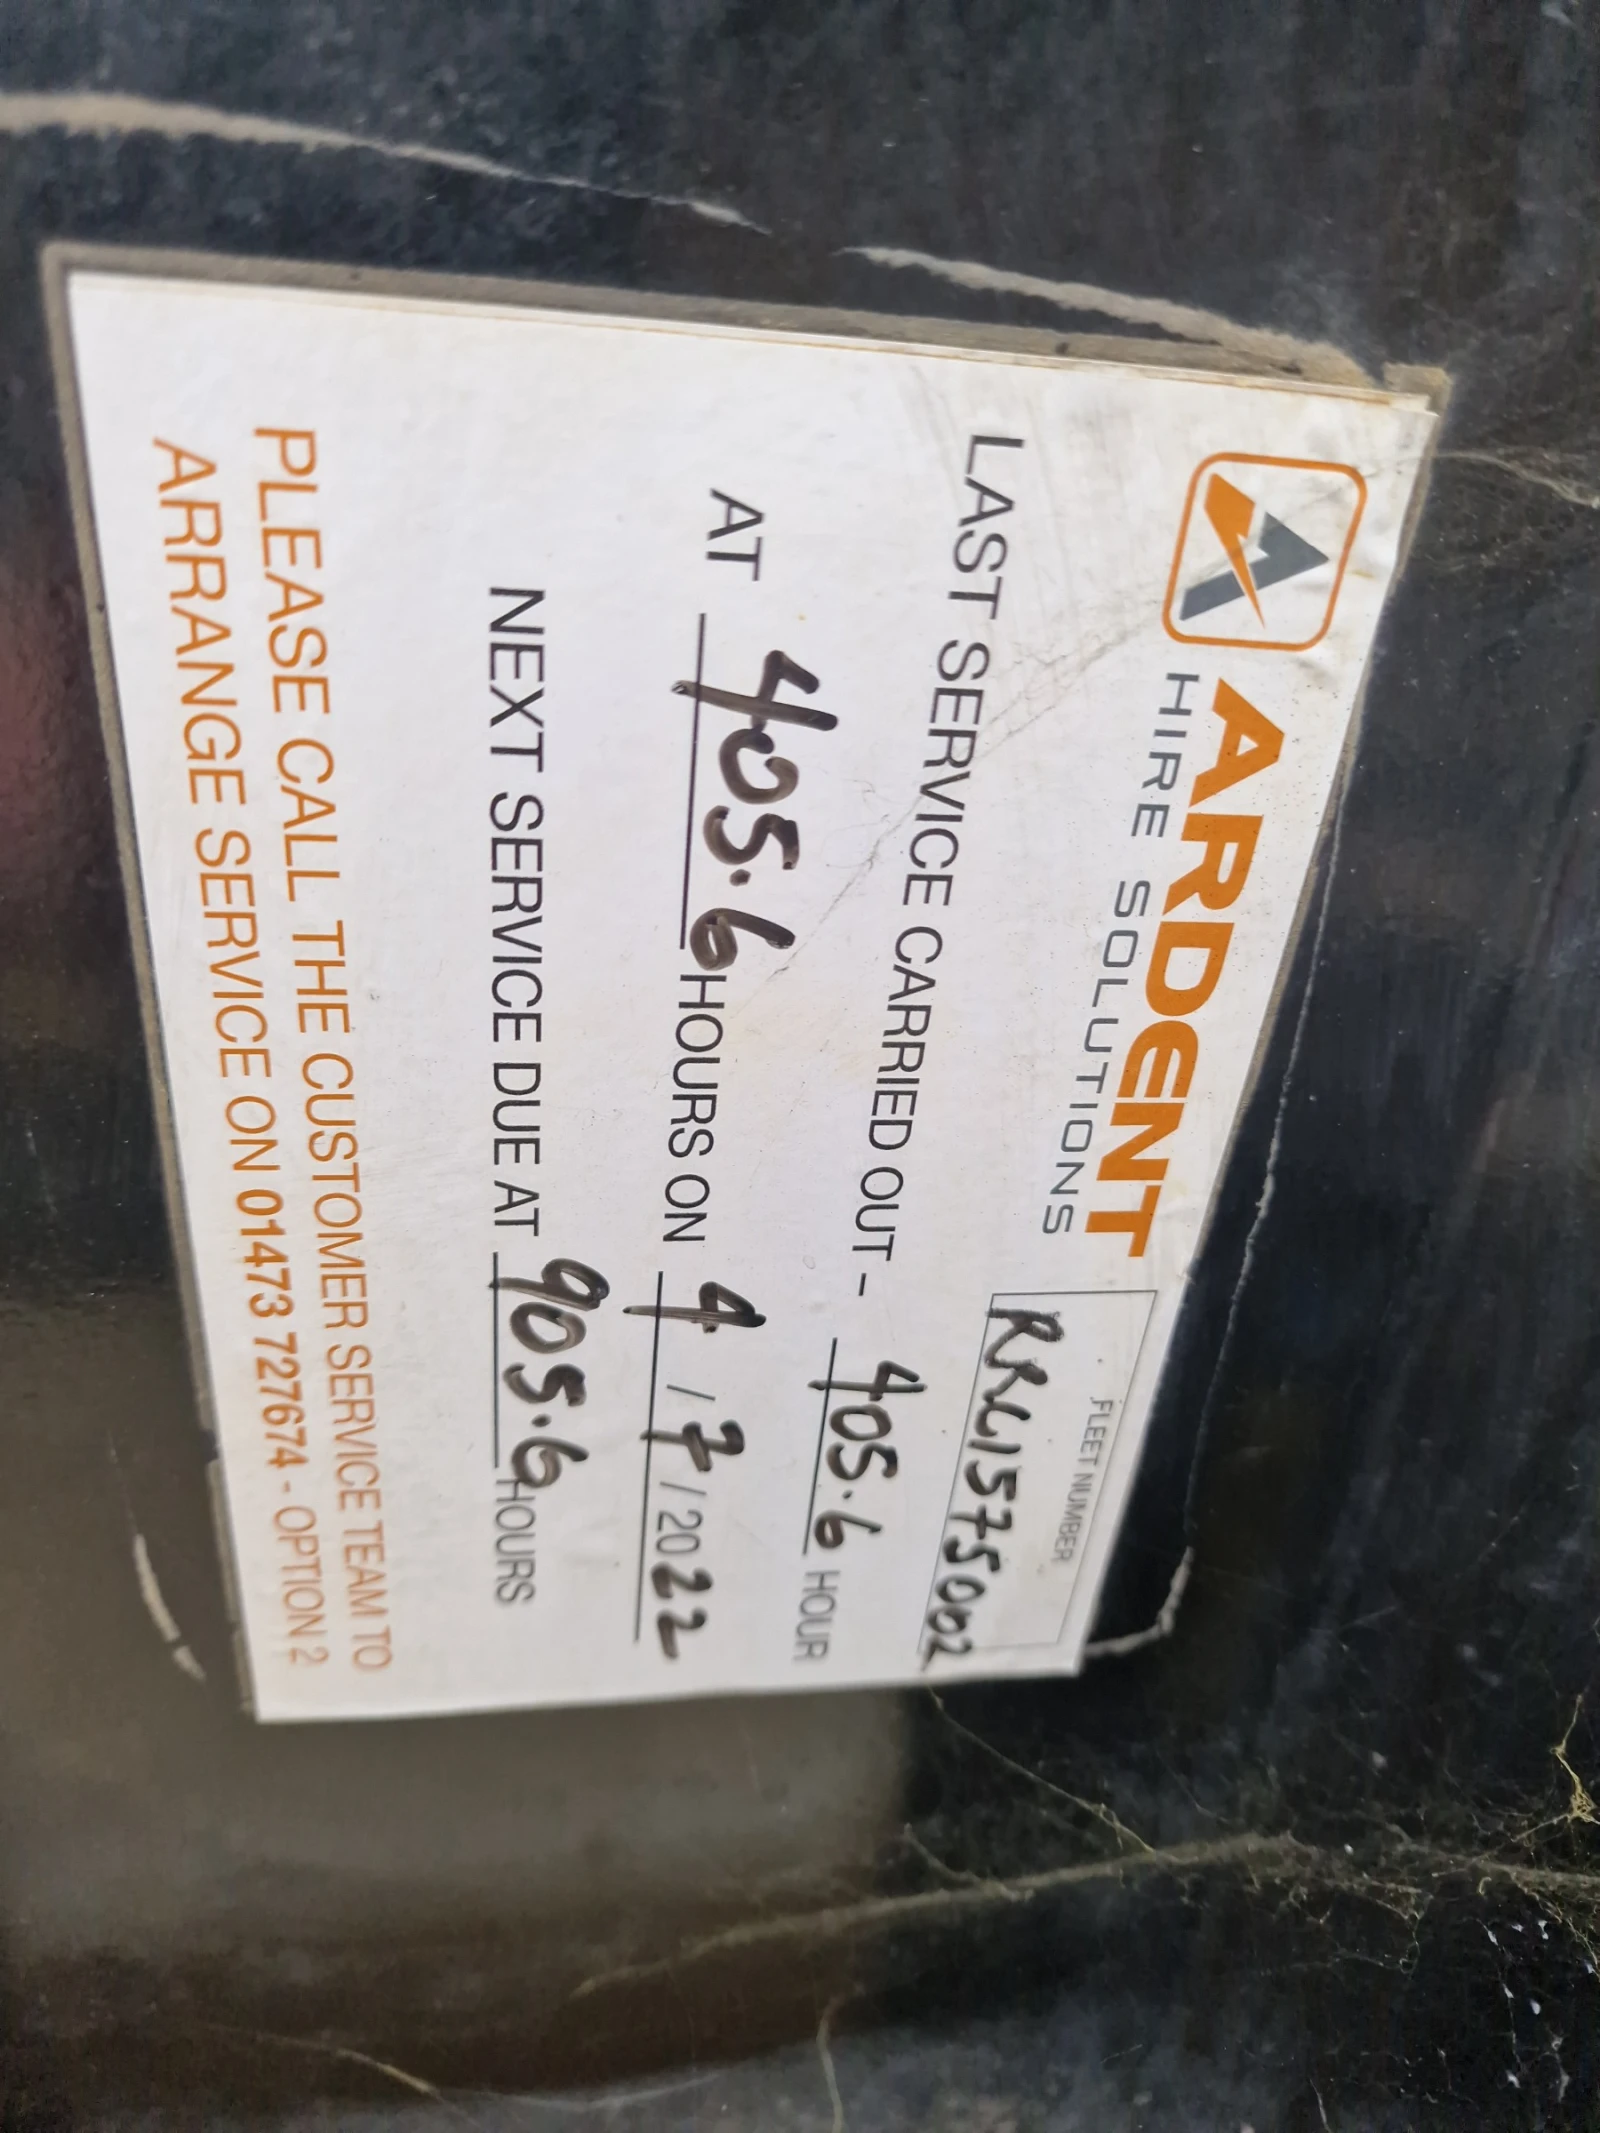 ARDENT
HIRE SOLUTIONS
FLEET NUMBER
LAST SERVICE CARRIED OUT - 405.6 HOUR
AT 405.6 HOURS ON 4/7/2022
NEXT SERVICE DUE AT 905.6 HOURS
PLEASE CALL THE CUSTOMER SERVICE TEAM TO
ARRANGE SERVICE ON 01473 727674 - OPTION 2